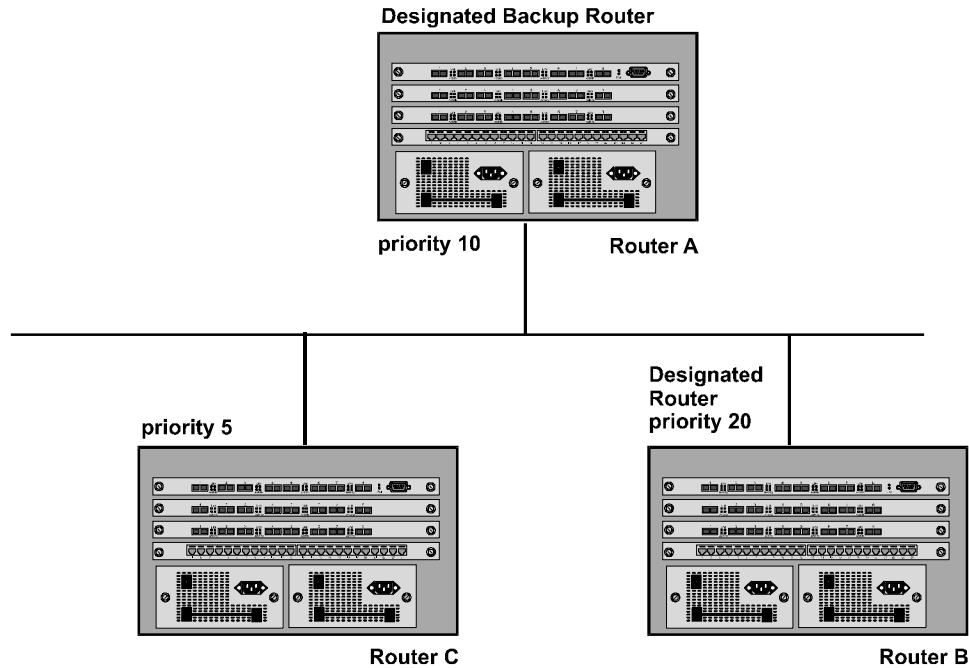 Designated Backup Router
priority 10
Router A
Designated
Router
priority 20
priority 5
Router C
Router B